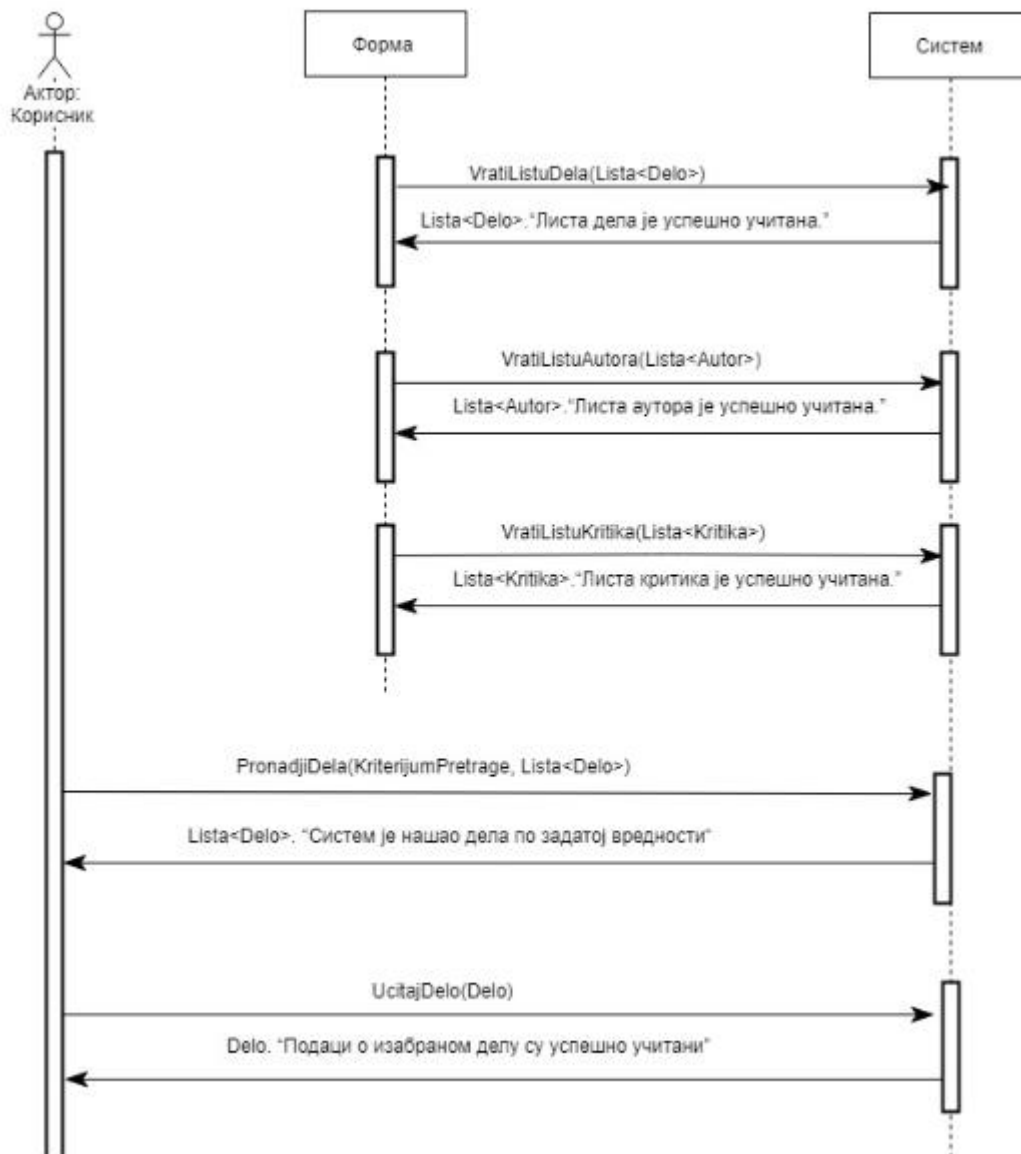 Форма
Систем
Актор:
Корисник
VratiListuDela(Lista<Delo>)
Lista<Delo>.“Листа дела је успешно учитана.”
VratiListuAutora(Lista<Autor>)
Lista<Autor>.“Листа аутора је успешно учитана.”
VratiListuKritika(Lista<Kritika>)
Lista<Kritika>.“Листа критика је успешно учитана.”
PronadjiDela(KriterijumPretrage, Lista<Delo>)
Lista<Delo>. “Систем је нашао дела по задатој вредности“
UcitajDelo(Delo)
Delo. “Подаци о изабраном делу су успешно учитани”